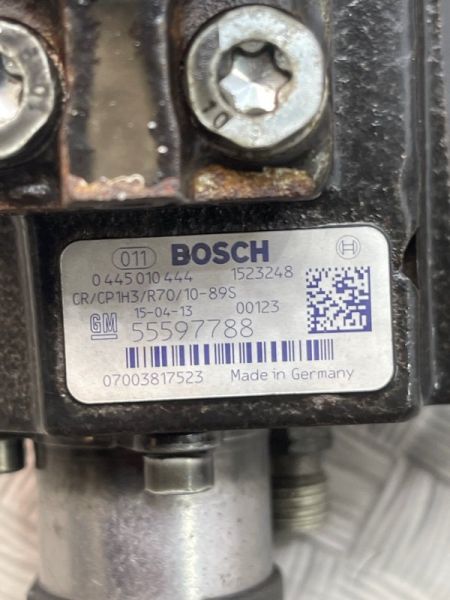 10
011 BOSCH
0 445 010 444 1523248
CR/CP1H3/R70/10-89S
15-04-13 00123
GM 55597788
07003817523 Made in Germany